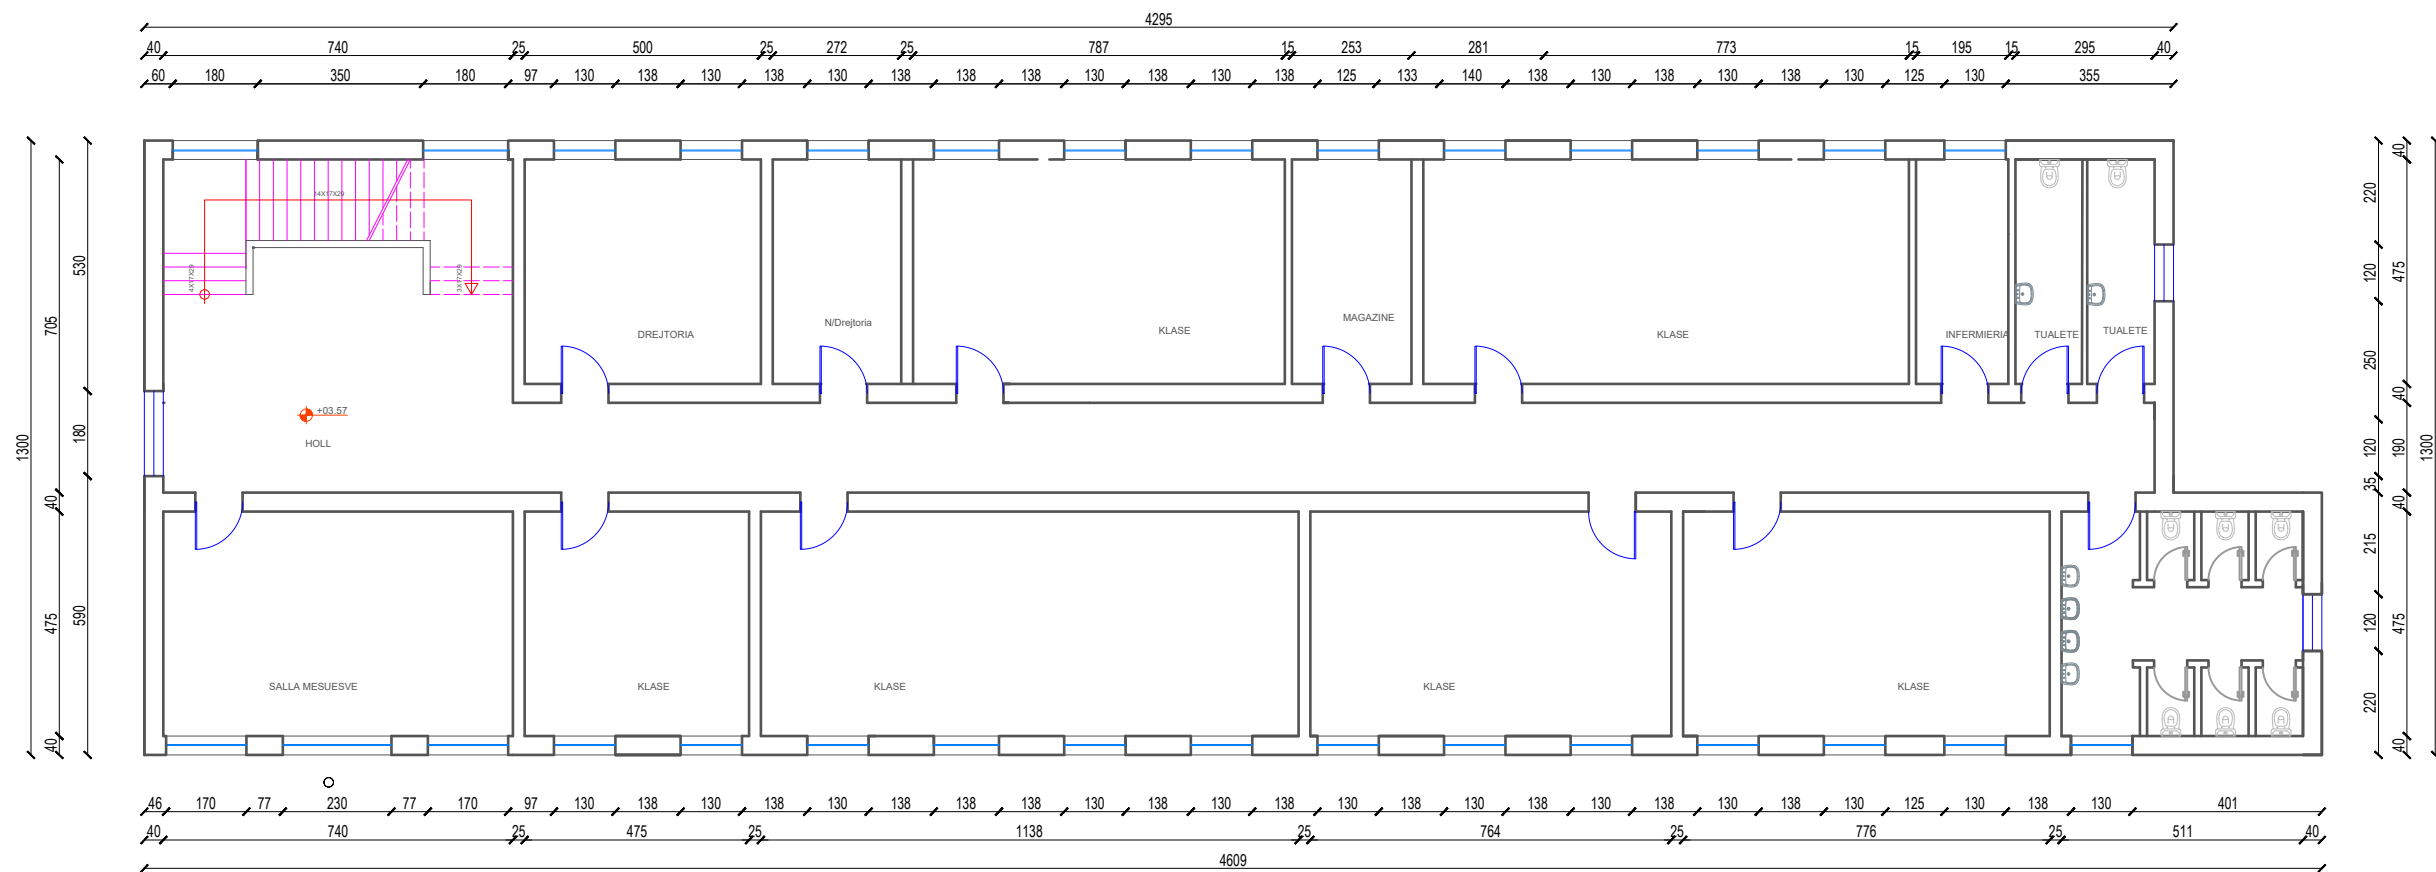 4295
40 740 25 500 25 272 25 787 15 253 281 773 15 195 15 295 40
60 180 350 180 97 130 138 130 138 130 138 138 138 130 138 130 138 125 133 140 138 130 138 130 138 130 125 130 355
14X17X29
4X17X29
3X17X29
DREJTORIA
N/Drejtoria
KLASE
MAGAZINE
KLASE
INFERMIERIA
TUALETE
TUALETE
+03.57
HOLL
1300
705 40 475 40
530 180 590
220 120 250 120 35 215 120 220
40 475 40 190 40 475 40
1300
SALLA MESUESVE
KLASE
KLASE
KLASE
KLASE
46 170 77 230 77 170 97 130 138 130 138 130 138 138 138 130 138 130 138 130 138 130 138 130 138 130 138 130 125 130 138 130 401
40 740 25 475 25 1138 25 764 25 776 25 511 40
4609